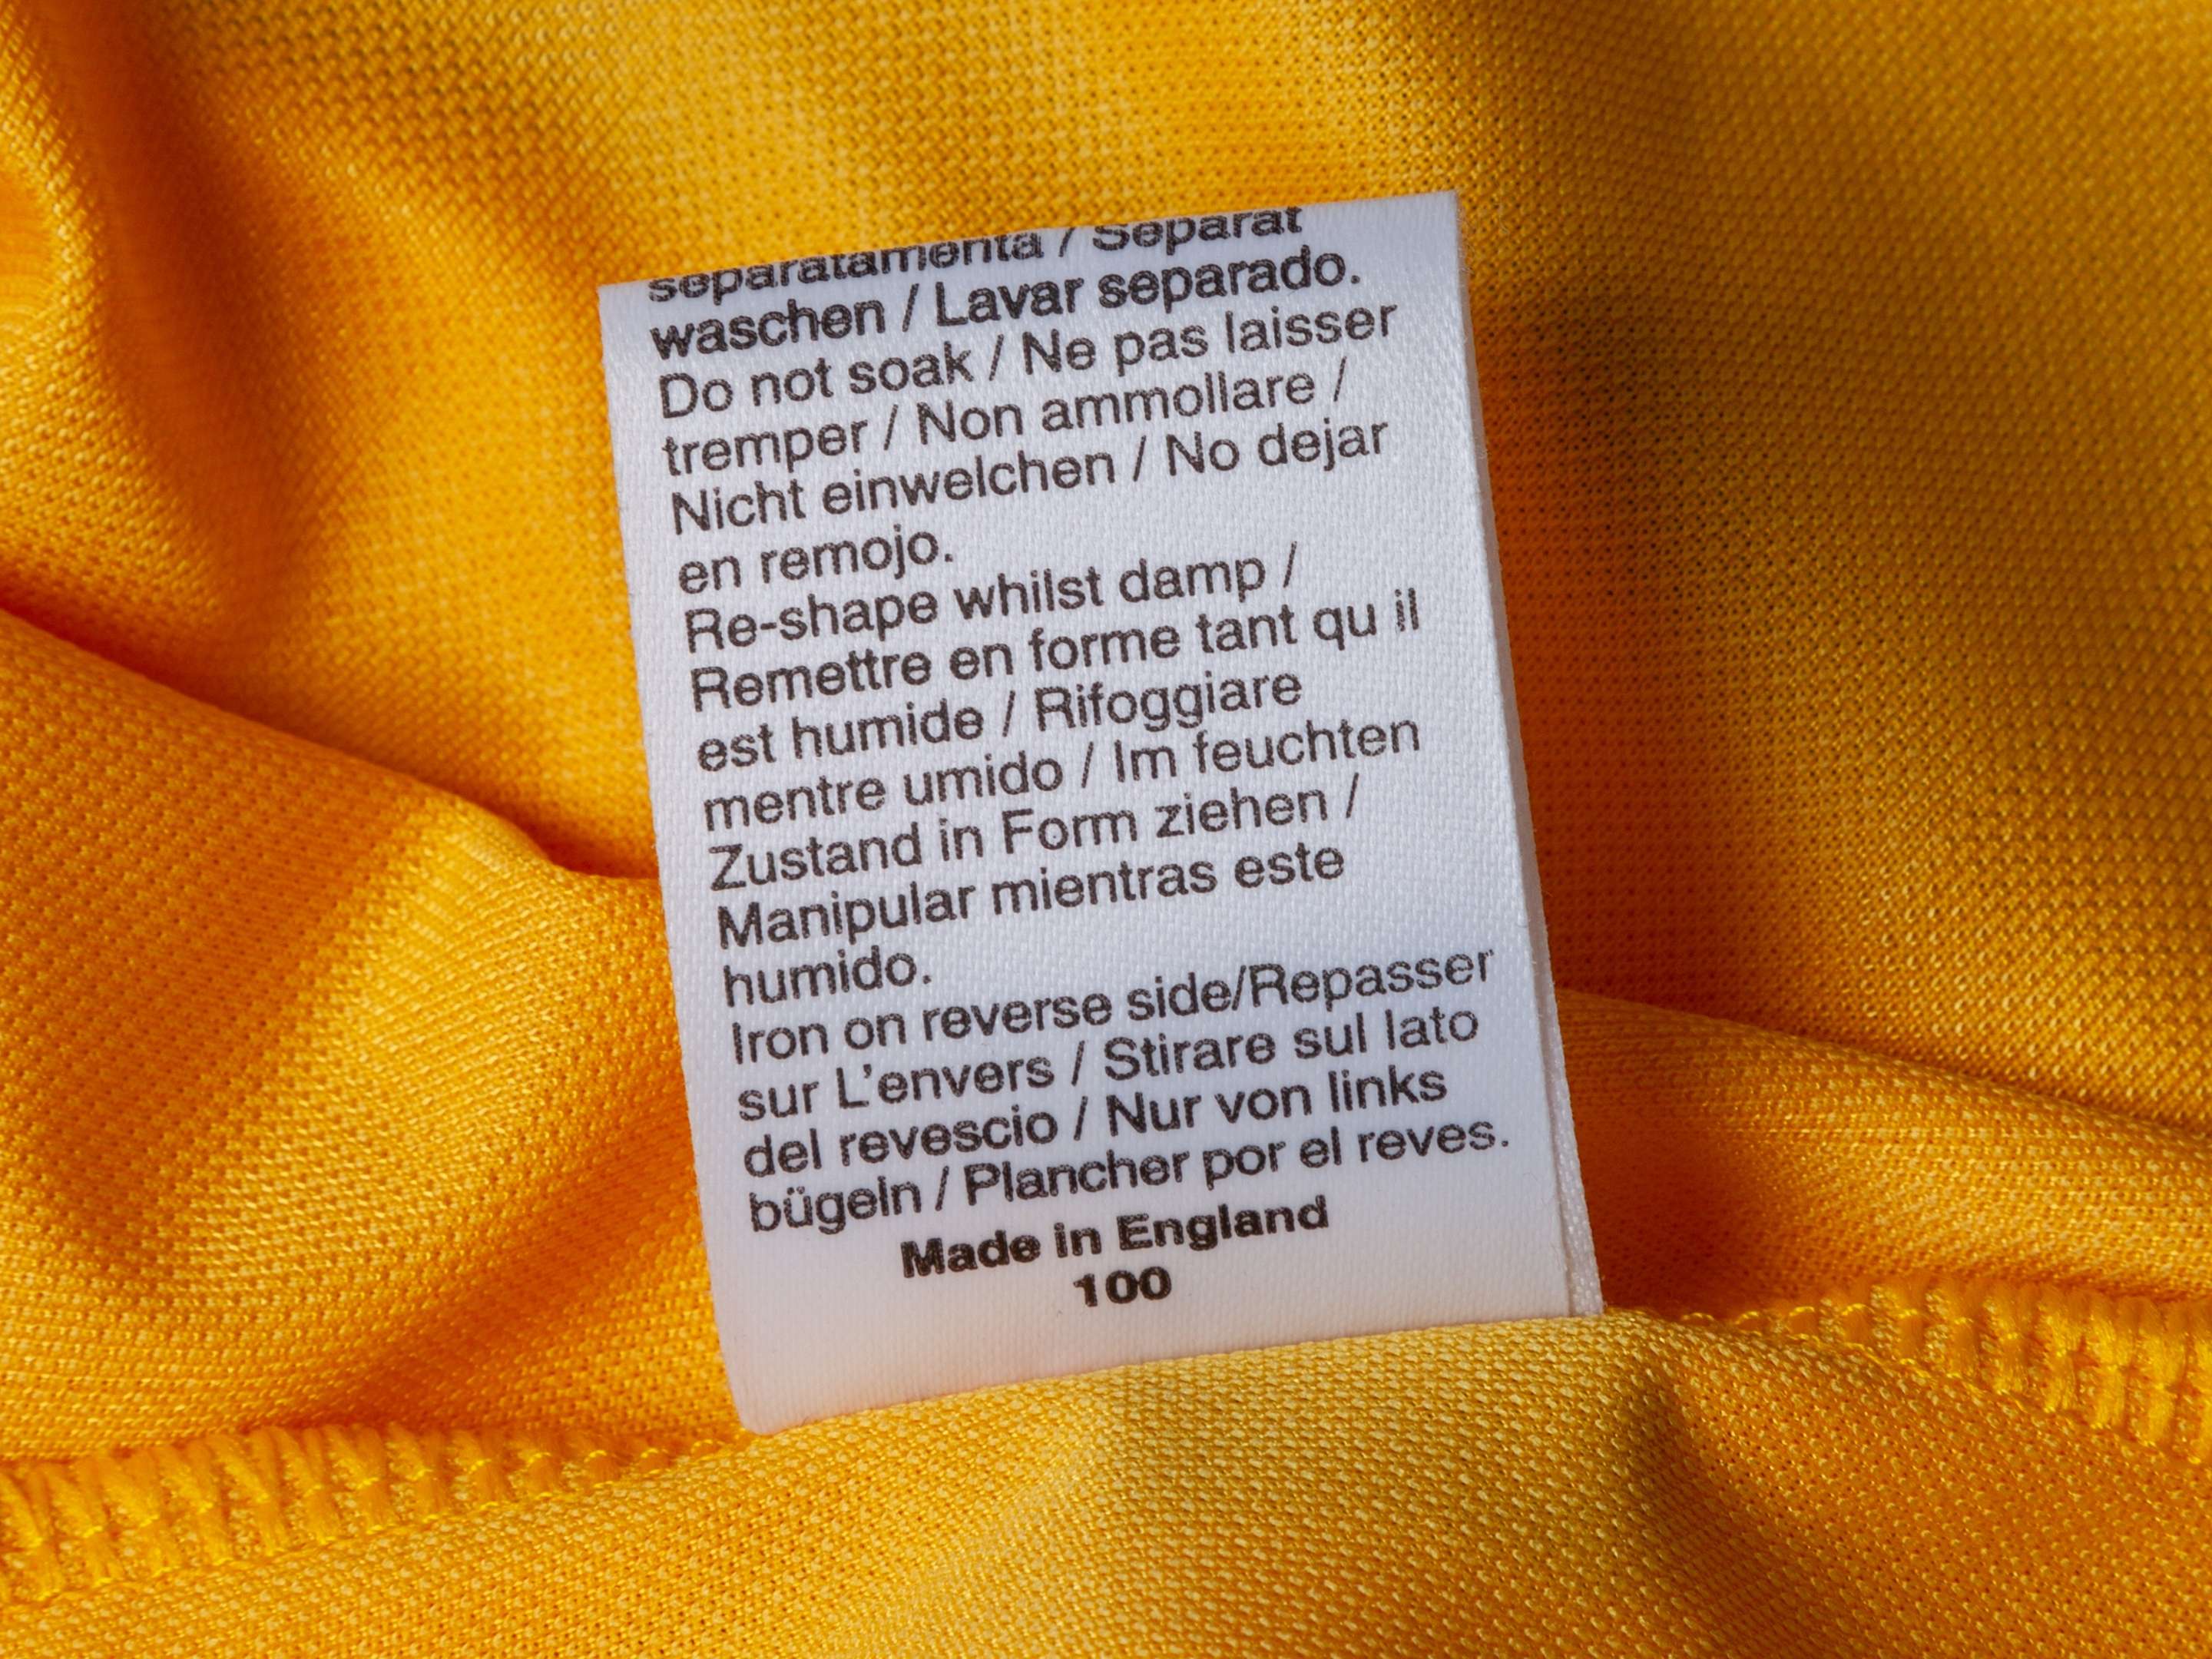 separatamenta / Separat
waschen / Lavar separado.
Do not soak / Ne pas laisser
tremper / Non ammollare /
Nicht einwelchen / No dejar
en remojo.
Re-shape whilst damp /
Remettre en forme tant qu il
est humide / Rifoggiare
mentre umido / Im feuchten
Zustand in Form ziehen /
Manipular mientras este
humido.
Iron on reverse side/Repasser
sur L'envers / Stirare sul lato
del revescio / Nur von links
bügeln / Plancher por el reves.
Made in England
100